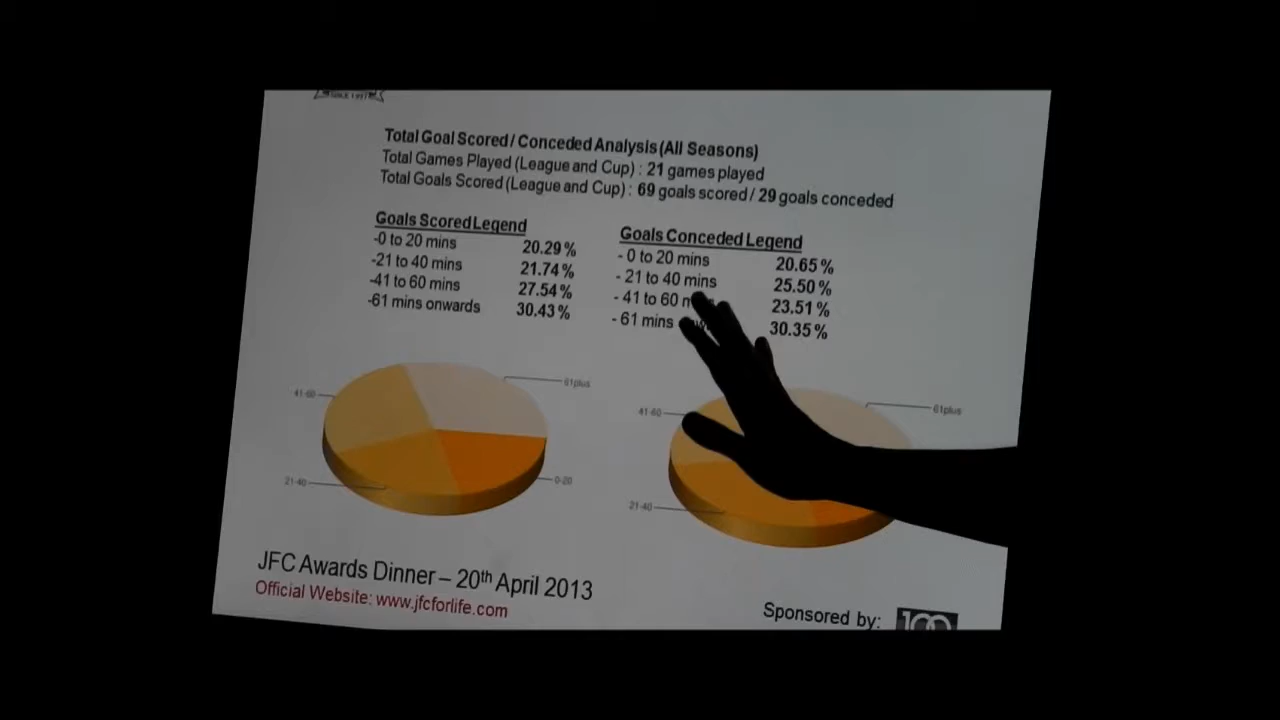 SINCE 1997
Total Goal Scored / Conceded Analysis (All Seasons)
Total Games Played (League and Cup) : 21 games played
Total Goals Scored (League and Cup) : 69 goals scored / 29 goals conceded
Goals Scored Legend
-0 to 20 mins 20.29%
-21 to 40 mins 21.74%
-41 to 60 mins 27.54%
-61 mins onwards 30.43%
Goals Conceded Legend
- 0 to 20 mins 20.65%
- 21 to 40 mins 25.50%
- 41 to 60 23.51%
- 61 mins 30.35%
61plus
41-60
21-40
0-20
61plus
41-60
21-40
JFC Awards Dinner – 20th April 2013
Official Website: www.jfcforlife.com
Sponsored by:
100